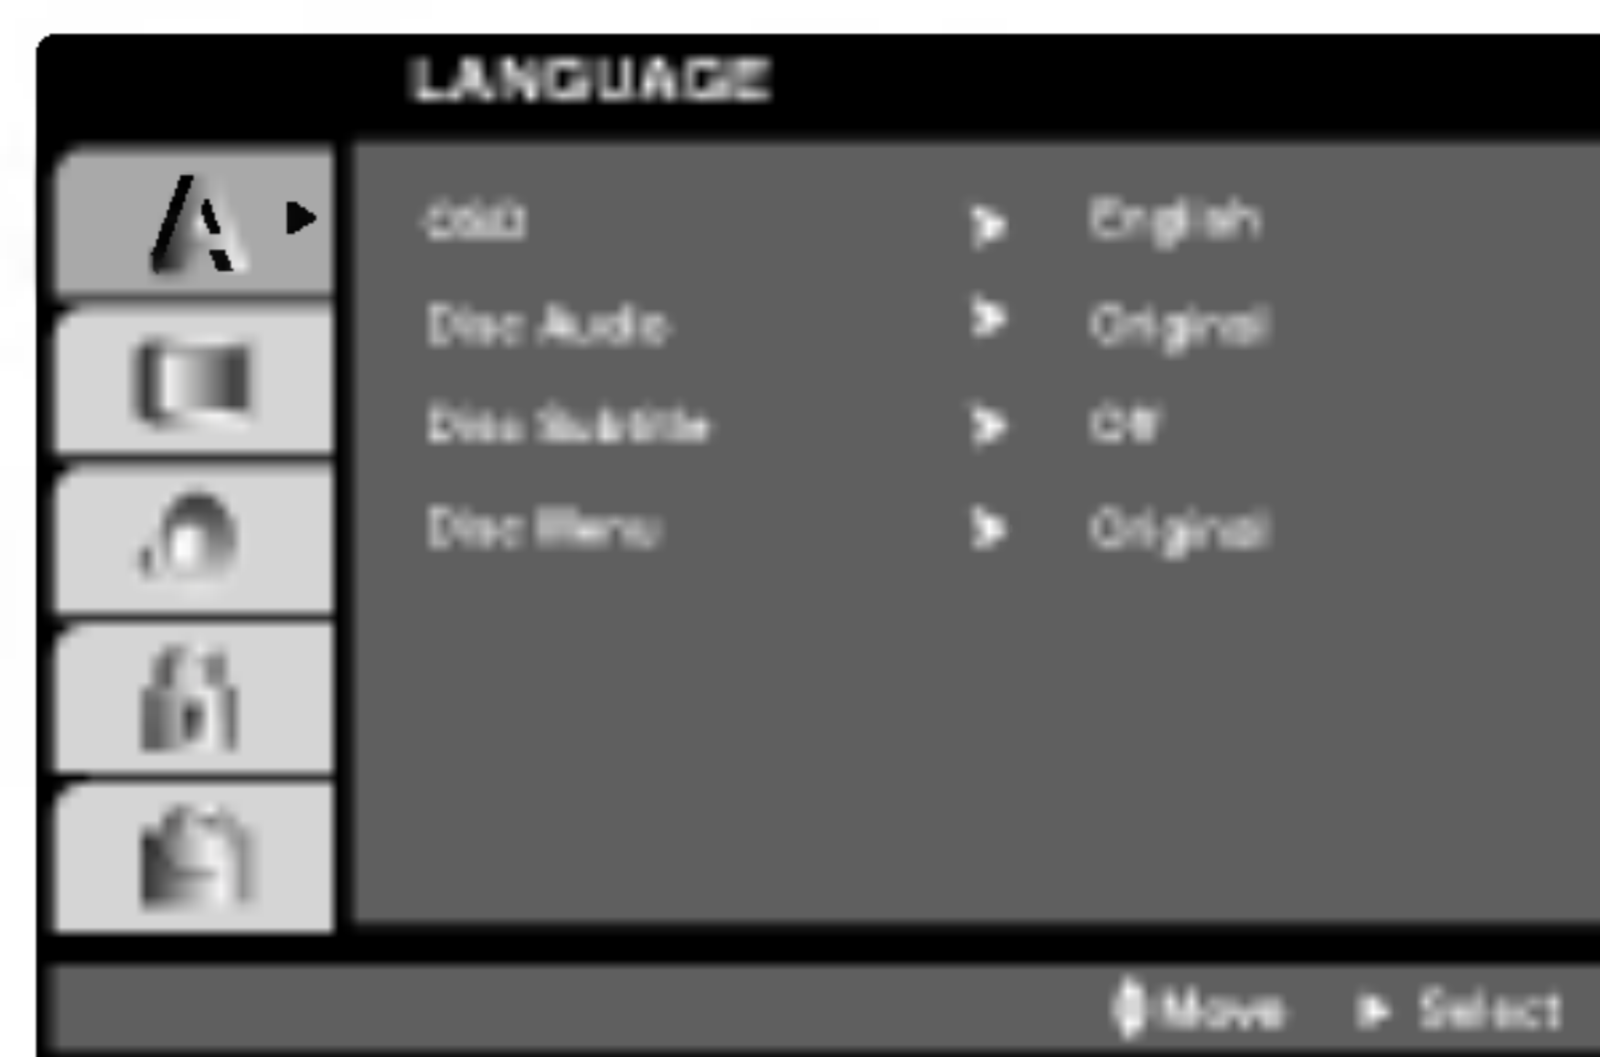 LANGUAGE
OSD English
Disc Audio Original
Disc Subtitle Off
Disc Menu Original
Move Select